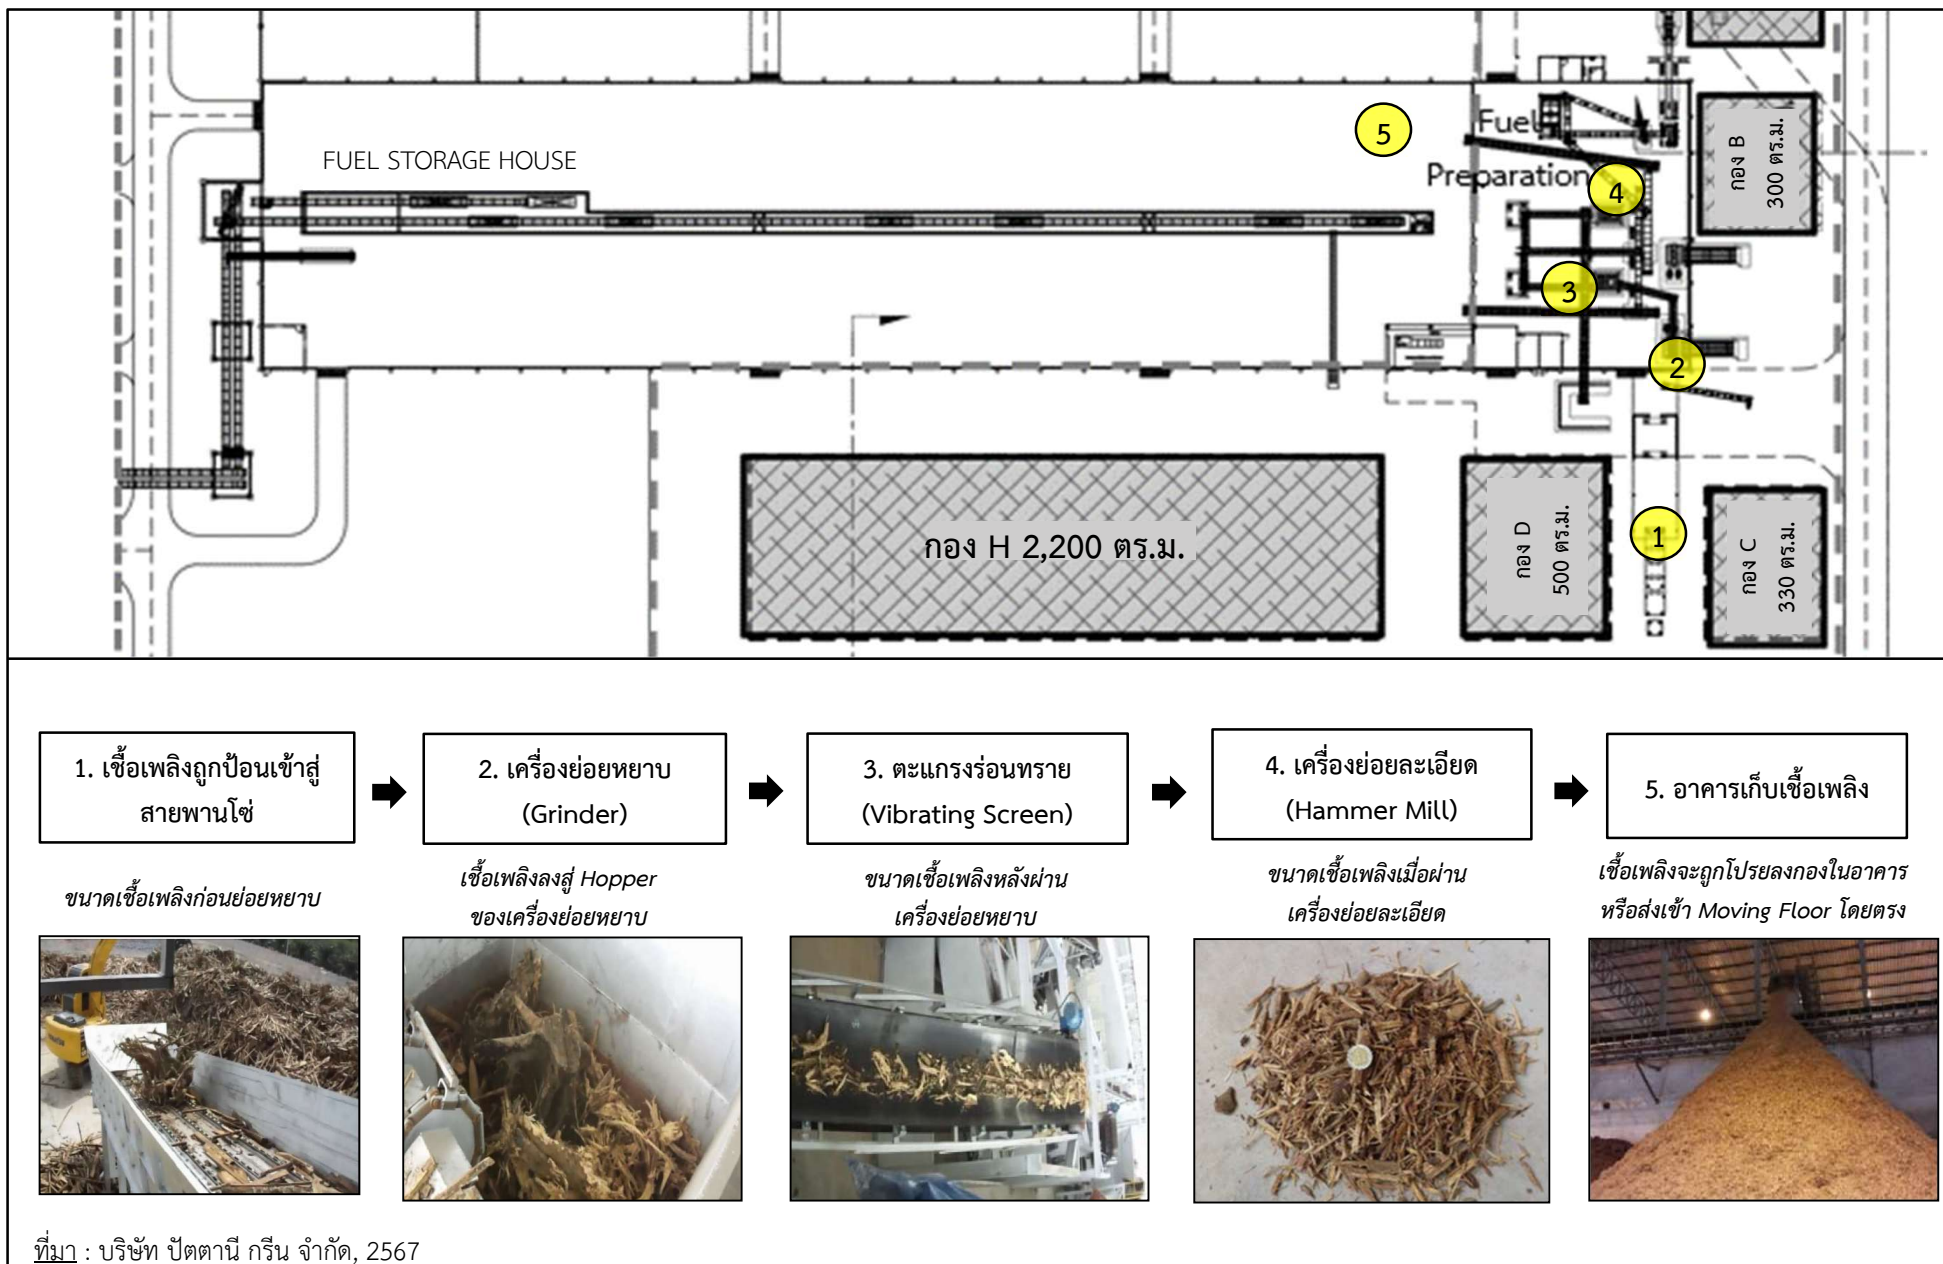 FUEL STORAGE HOUSE
5
Fuel
Preparation
4
3
2
1
กอง B
300 ตร.ม.
กอง H 2,200 ตร.ม.
กอง D
500 ตร.ม.
กอง C
330 ตร.ม.
1. เชื้อเพลิงถูกป้อนเข้าสู่
สายพานโซ่
2. เครื่องย่อยหยาบ
(Grinder)
3. ตะแกรงร่อนทราย
(Vibrating Screen)
4. เครื่องย่อยละเอียด
(Hammer Mill)
5. อาคารเก็บเชื้อเพลิง
ขนาดเชื้อเพลิงก่อนย่อยหยาบ
เชื้อเพลิงลงสู่ Hopper
ของเครื่องย่อยหยาบ
ขนาดเชื้อเพลิงหลังผ่าน
เครื่องย่อยหยาบ
ขนาดเชื้อเพลิงเมื่อผ่าน
เครื่องย่อยละเอียด
เชื้อเพลิงจะถูกโปรยลงกองในอาคาร
หรือส่งเข้า Moving Floor โดยตรง
ที่มา : บริษัท ปัตตานี กรีน จำกัด, 2567